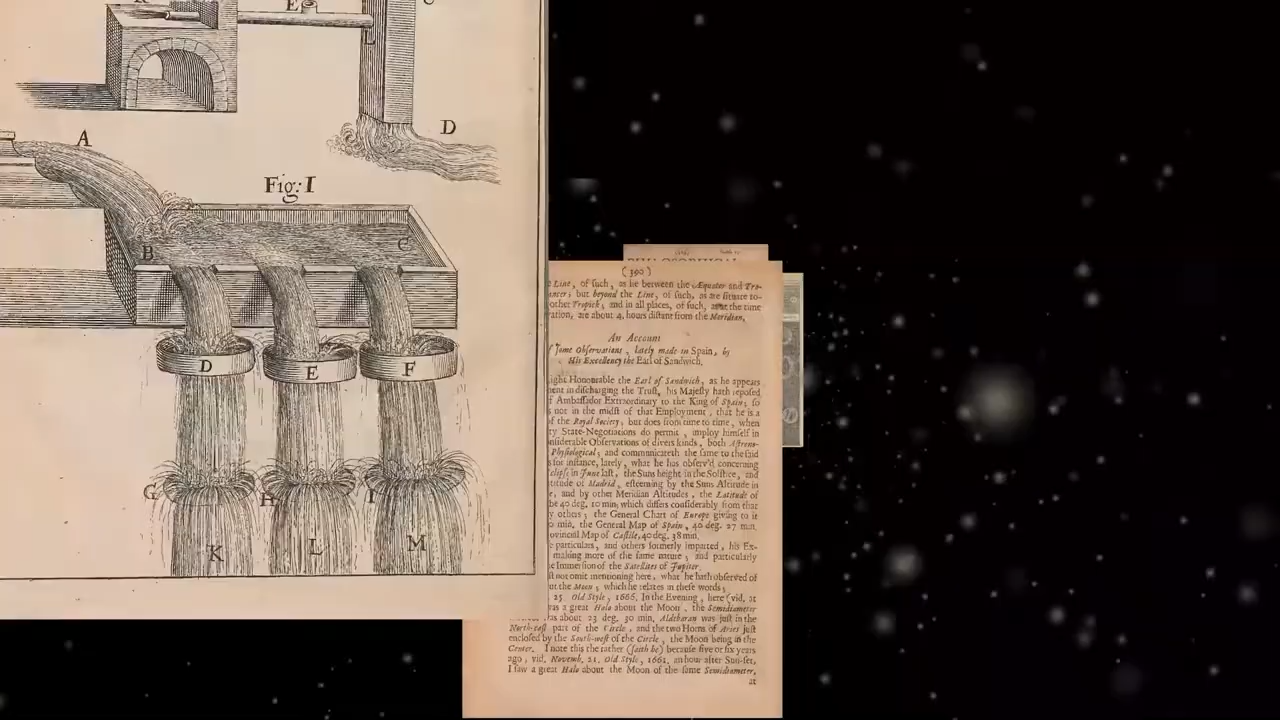 E
L
D
A
Fig: I
B
C
D
E
F
G
H
I
K
L
M
(390)
Line, of such, as lie between the Æquator and Tro-
; but beyond the Line, of such, as are situate to-
other Tropick; and in all places, of such, at the time
are about 4 hours distant from the Meridian.
An Account
some Observations, lately made in Spain, by
His Excellency the Earl of Sandwich.
Honourable the Earl of Sandwich, as he appears
in discharging the Trust, his Majesty hath reposed
Ambassador Extraordinary to the King of Spain; so
not in the midst of that Employment, that he is a
of the Royal Society; but does from time to time, when
State-Negotiations do permit, imploy himself in
Observations of divers kinds, both Astrono-
Physiological; and communicateth the same to the said
for instance, lately, what he has observ'd concerning
in June last, the Suns height in the Solstice, and
of Madrid, esteeming by the Suns Altitude in
, and by other Meridian Altitudes, the Latitude of
be 40 deg. 10 min; which differs considerably from that
others; the General Chart of Europe giving to it
min. the General Map of Spain, 40 deg. 27 min.
Map of Castile, 40 deg. 38 min.
particulars, and others formerly imparted, his Ex-
making more of the same nature; and particularly
Immersion of the Satellites of Jupiter.
not omit mentioning here, what he hath observed of
the Moon; which he relates in these words;
25 Old Style, 1666. In the Evening, here (vid. at
was a great Halo about the Moon, the Semidiameter
was about 23 deg. 30 min. Aldebaran was just in the
North-East part of the Circle, and the two Horns of Aries just
enclosed by the South-west of the Circle, the Moon being in the
Center. I note this the rather (saith he) because five or six years
ago, vid. Novemb. 21. Old Style, 1661, an hour after Sun-set,
I saw a great Halo about the Moon of the same Semidiameter,
at